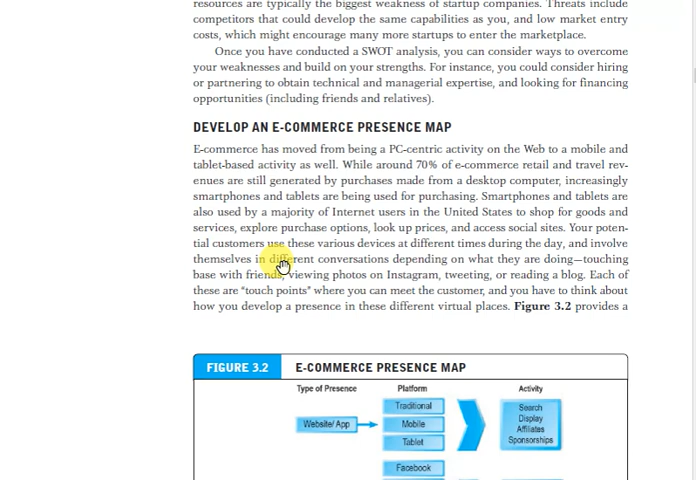 resources are typically the biggest weakness of startup companies. Threats include
competitors that could develop the same capabilities as you, and low market entry
costs, which might encourage many more startups to enter the marketplace.
Once you have conducted a SWOT analysis, you can consider ways to overcome
your weaknesses and build on your strengths. For instance, you could consider hiring
or partnering to obtain technical and managerial expertise, and looking for financing
opportunities (including friends and relatives).
DEVELOP AN E-COMMERCE PRESENCE MAP
E-commerce has moved from being a PC-centric activity on the Web to a mobile and
tablet-based activity as well. While around 70% of e-commerce retail and travel rev-
enues are still generated by purchases made from a desktop computer, increasingly
smartphones and tablets are being used for purchasing. Smartphones and tablets are
also used by a majority of Internet users in the United States to shop for goods and
services, explore purchase options, look up prices, and access social sites. Your poten-
tial customers use these various devices at different times during the day, and involve
themselves in different conversations depending on what they are doing—touching
base with friends, viewing photos on Instagram, tweeting, or reading a blog. Each of
these are “touch points” where you can meet the customer, and you have to think about
how you develop a presence in these different virtual places. Figure 3.2 provides a
FIGURE 3.2 E-COMMERCE PRESENCE MAP
Type of Presence Platform Activity
Traditional
Website/App Mobile
Tablet
Search
Display
Affiliates
Sponsorships
Facebook